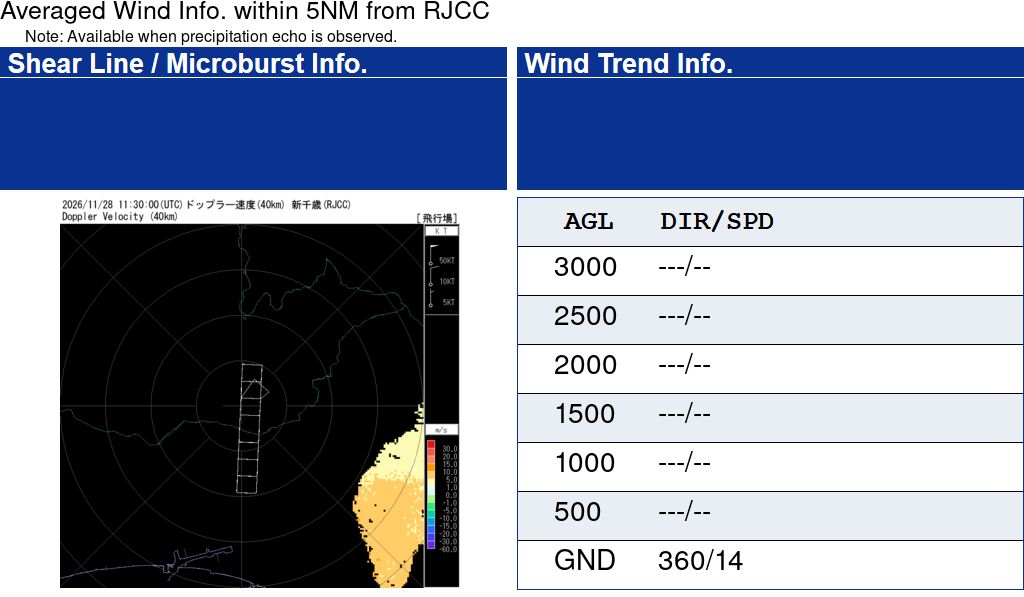 Averaged Wind Info. within 5NM from RJCC
Note: Available when precipitation echo is observed.
Shear Line / Microburst Info.
Wind Trend Info.
2026/11/28 11:30:00(UTC) ドップラー速度(40km) 新千歳(RJCC)
Doppler Velocity (40km)
[飛行場]
KT
50KT
10KT
5KT
m/s
30.0
20.0
15.0
10.0
5.0
1.0
0.0
-1.0
-5.0
-10.0
-15.0
-20.0
-30.0
-60.0
AGL DIR/SPD
3000 ---/--
2500 ---/--
2000 ---/--
1500 ---/--
1000 ---/--
500 ---/--
GND 360/14